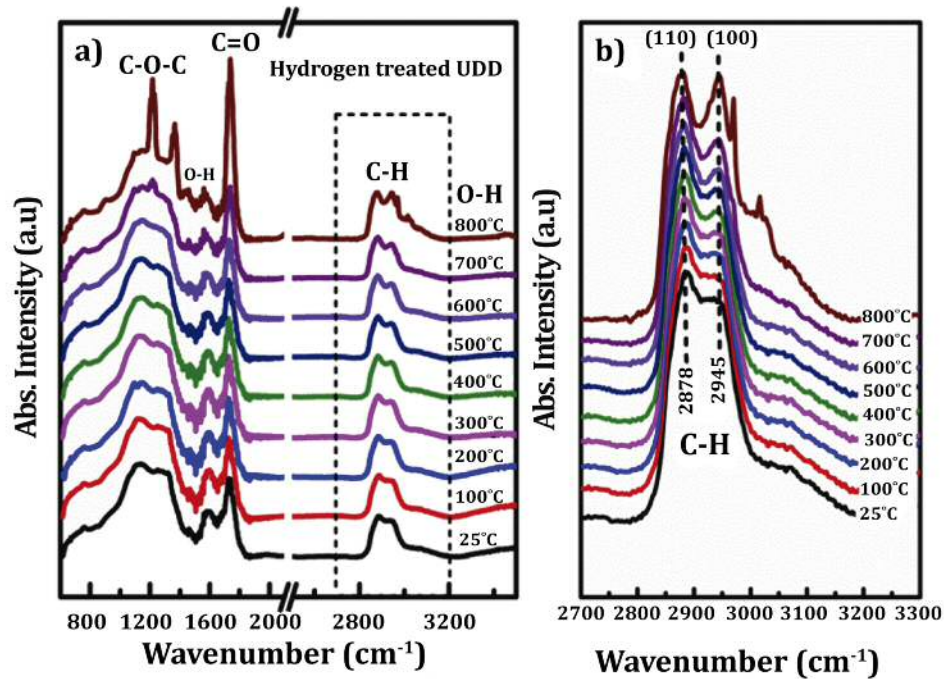 a)
C-O-C
C=O
Hydrogen treated UDD
O-H
C-H
O-H
800°C
700°C
600°C
500°C
400°C
300°C
200°C
100°C
25°C
Abs. Intensity (a.u)
800 1200 1600 2000 2800 3200
Wavenumber (cm-1)
b)
(110) (100)
2878
2945
C-H
800°C
700°C
600°C
500°C
400°C
300°C
200°C
100°C
25°C
Abs. Intensity (a.u)
2700 2800 2900 3000 3100 3200 3300
Wavenumber (cm-1)